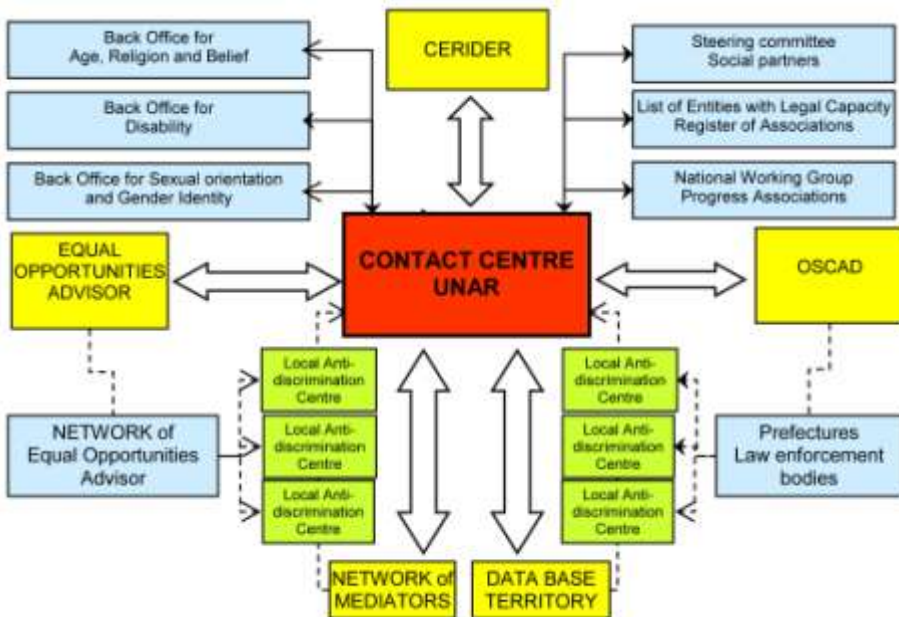 Back Office for
Age, Religion and Belief
CERIDER
Steering committee
Social partners
Back Office for
Disability
List of Entities with Legal Capacity
Register of Associations
Back Office for Sexual orientation
and Gender Identity
National Working Group
Progress Associations
EQUAL
OPPORTUNITIES
ADVISOR
CONTACT CENTRE
UNAR
OSCAD
Local Anti-
discrimination
Centre
Local Anti-
discrimination
Centre
Local Anti-
discrimination
Centre
Local Anti-
discrimination
Centre
Local Anti-
discrimination
Centre
Local Anti-
discrimination
Centre
NETWORK of
Equal Opportunities
Advisor
Prefectures
Law enforcement
bodies
NETWORK of
MEDIATORS
DATA BASE
TERRITORY